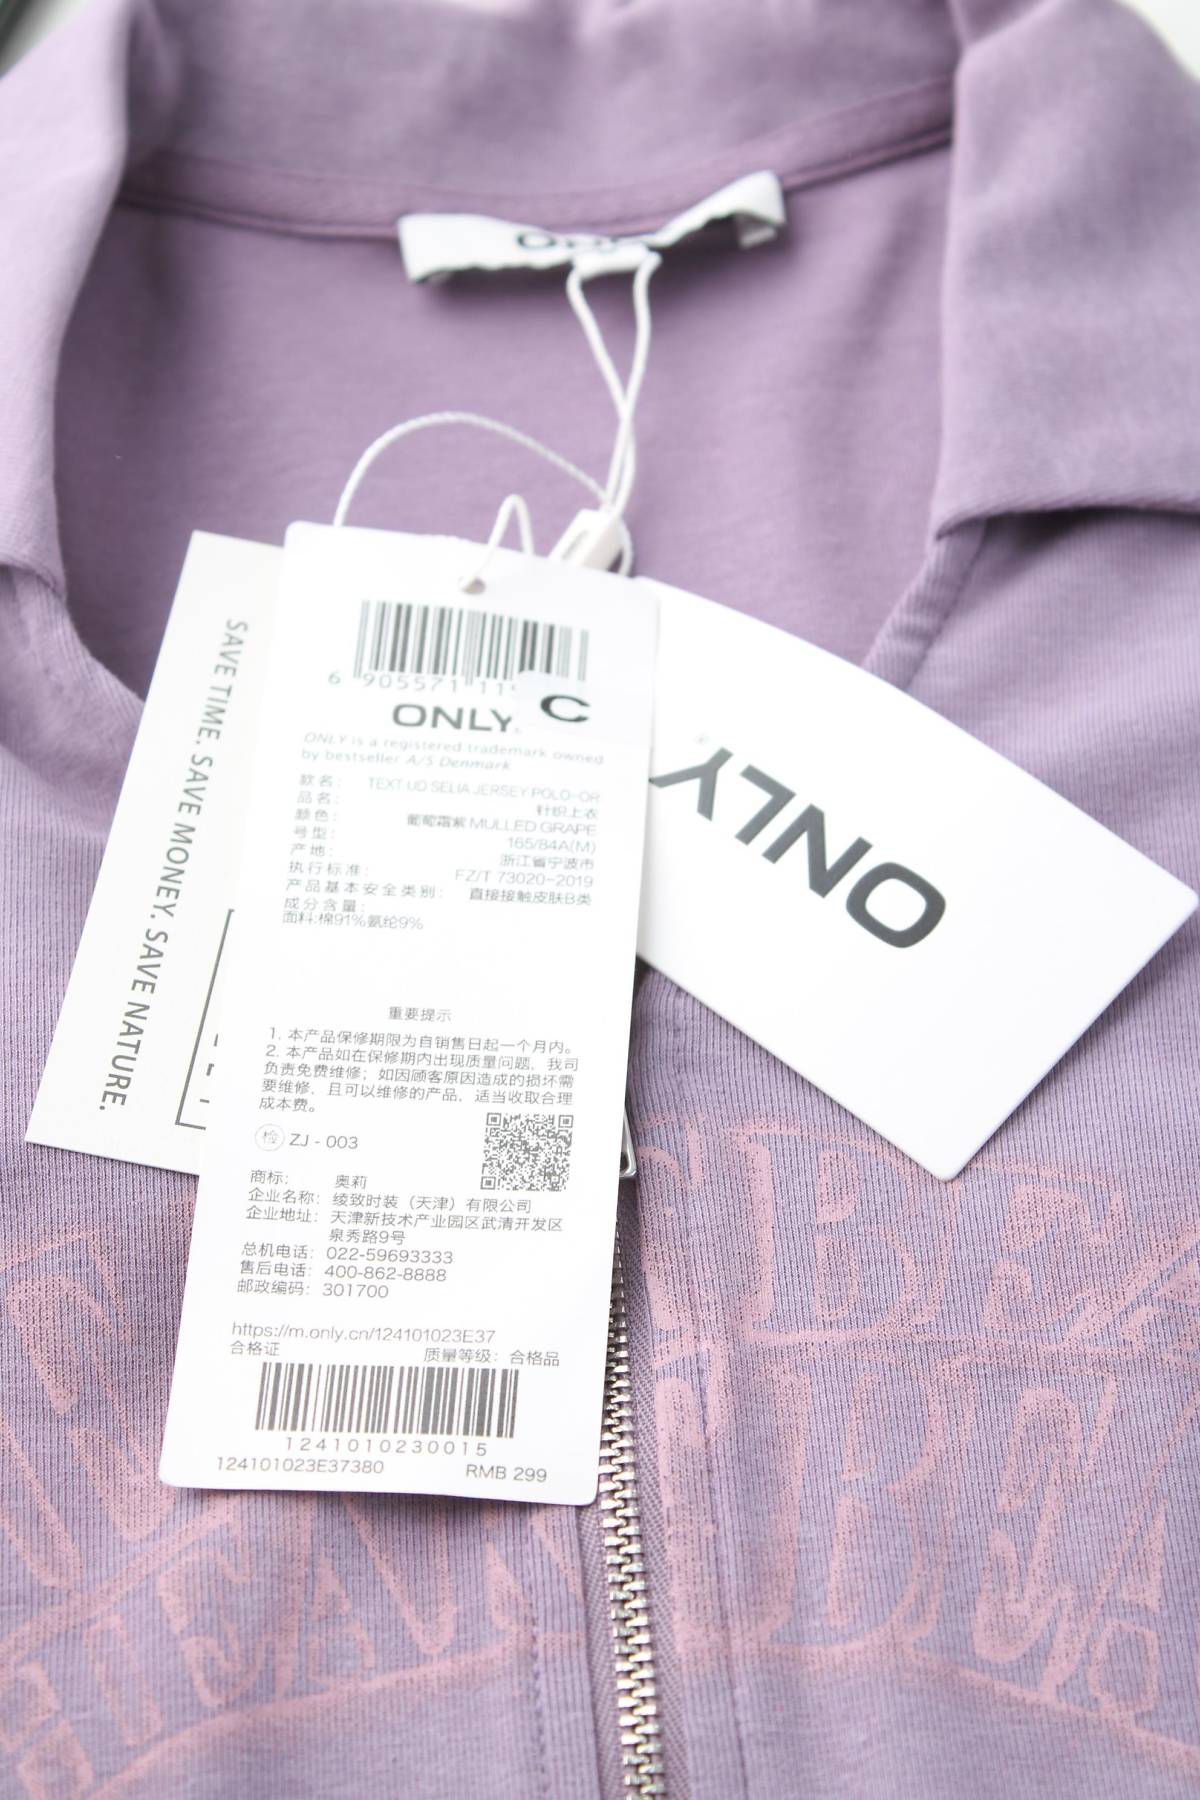 ONLY
SAVE TIME. SAVE MONEY. SAVE NATURE.
6 905571 11
C
ONLY
ONLY is a registered trademark owned
by bestseller A/S Denmark
款名: TEXT UD SELIA JERSEY POLO-OR
品名: 针织上衣
颜色: 葡萄霜紫 MULLED GRAPE
号型: 165/84A(M)
产地: 浙江省宁波市
执行标准: FZ/T 73020-2019
产品基本安全类别: 直接接触皮肤B类
成分含量:
面料:棉91%氨纶9%
重要提示
1. 本产品保修期限为自销售日起一个月内。
2. 本产品如在保修期内出现质量问题，我司
负责免费维修；如因顾客原因造成的损坏需
要维修，且可以维修的产品，适当收取合理
成本费。
检 ZJ - 003
商标: 奥莉
企业名称: 绫致时装（天津）有限公司
企业地址: 天津新技术产业园区武清开发区
泉秀路9号
总机电话: 022-59693333
售后电话: 400-862-8888
邮政编码: 301700
https://m.only.cn/124101023E37
合格证 质量等级: 合格品
1241010230015
124101023E37380 RMB 299
ONLY®